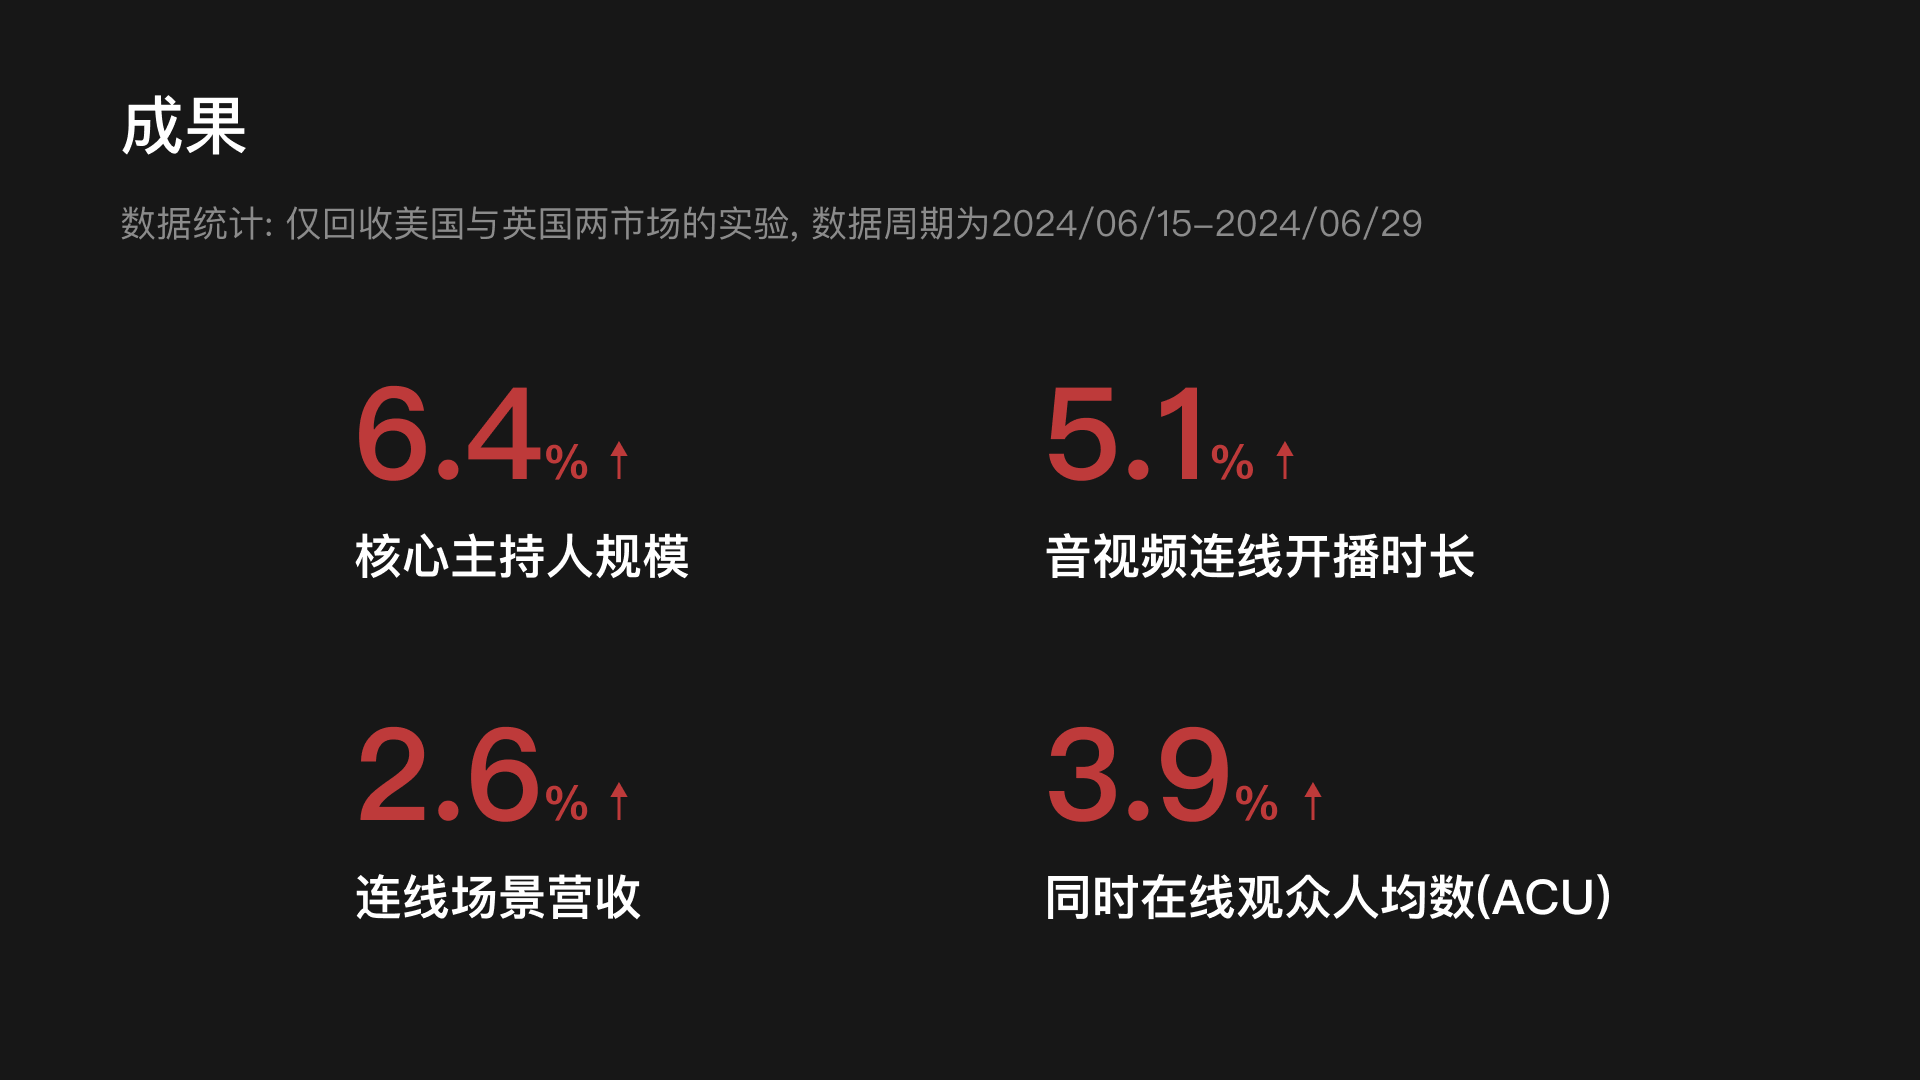 成果
数据统计: 仅回收美国与英国两市场的实验, 数据周期为2024/06/15-2024/06/29
6.4% ↑
5.1% ↑
核心主持人规模
音视频连线开播时长
2.6% ↑
3.9% ↑
连线场景营收
同时在线观众人均数(ACU)